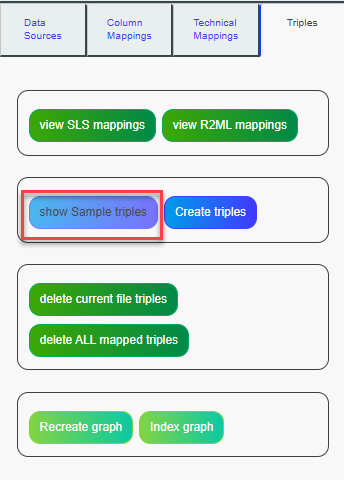 Data
Sources
Column
Mappings
Technical
Mappings
Triples
view SLS mappings
view R2ML mappings
show Sample triples
Create triples
delete current file triples
delete ALL mapped triples
Recreate graph
Index graph